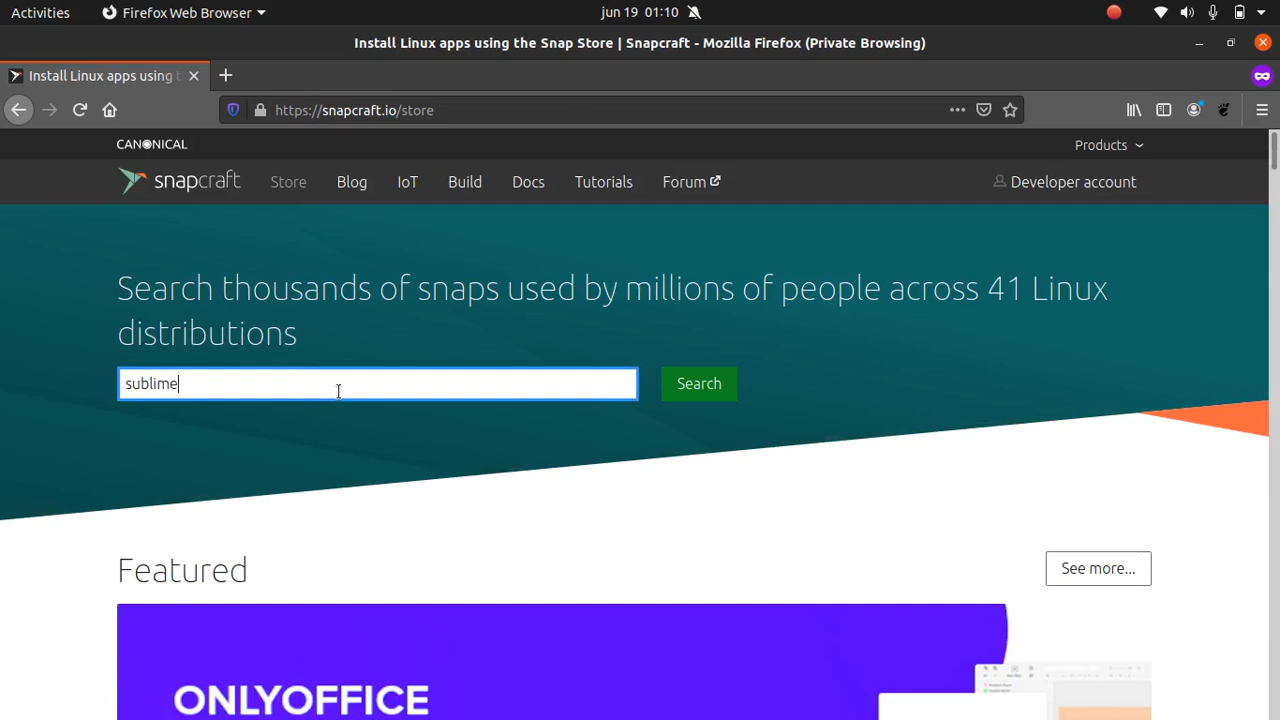 Activities
Firefox Web Browser
jun 19 01:10
Install Linux apps using the Snap Store | Snapcraft - Mozilla Firefox (Private Browsing)
Install Linux apps using t
https://snapcraft.io/store
CANONICAL
Products
snapcraft
Store
Blog
IoT
Build
Docs
Tutorials
Forum
Developer account
Search thousands of snaps used by millions of people across 41 Linux
distributions
sublime
Search
Featured
See more...
ONLYOFFICE